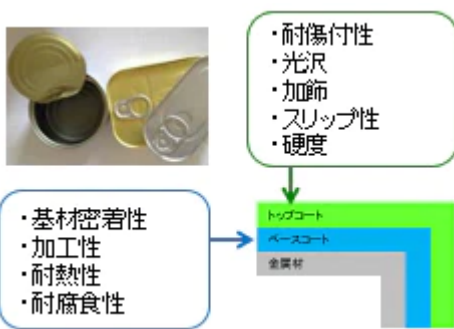 ・耐傷付性
・光沢
・加飾
・スリップ性
・硬度
・基材密着性
・加工性
・耐熱性
・耐腐食性
トップコート
ベースコート
金属材